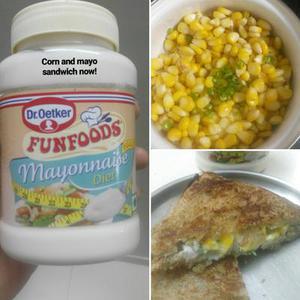 Corn and mayo
sandwich now!
Dr. Oetker
FUNFOODS
Mayonnaise
Diet